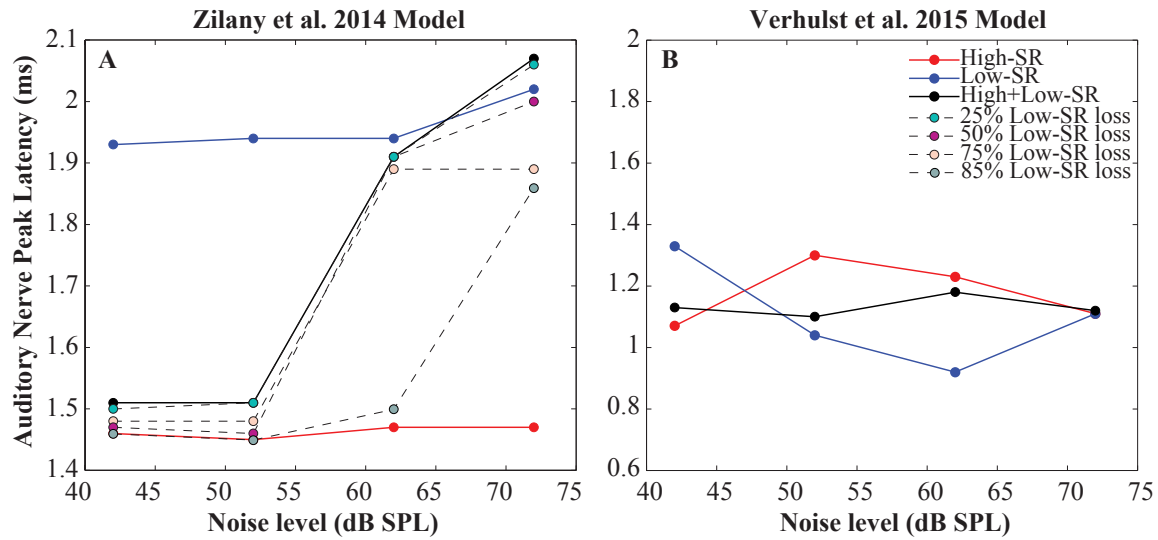 Zilany et al. 2014 Model
A
2.1
2
1.9
1.8
1.7
1.6
1.5
1.4
Auditory Nerve Peak Latency (ms)
40 45 50 55 60 65 70 75
Noise level (dB SPL)
Verhulst et al. 2015 Model
B
High-SR
Low-SR
High+Low-SR
25% Low-SR loss
50% Low-SR loss
75% Low-SR loss
85% Low-SR loss
2
1.8
1.6
1.4
1.2
1
0.8
0.6
40 45 50 55 60 65 70 75
Noise level (dB SPL)